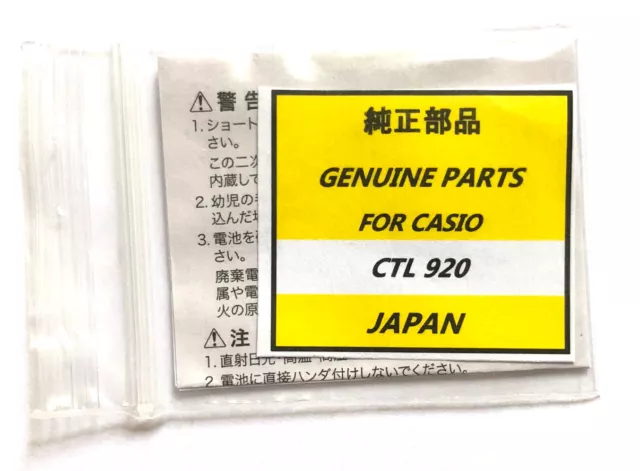 ⚠警告
1. ショート
さい。
この二次
内蔵して
2. 幼児の
込んだ場
3. 電池を
さい。
廃棄電
属や電
火の原
⚠注
1. 直射日光
2. 電池に直接ハンダ付けしないでください。
純正部品
GENUINE PARTS
FOR CASIO
CTL 920
JAPAN